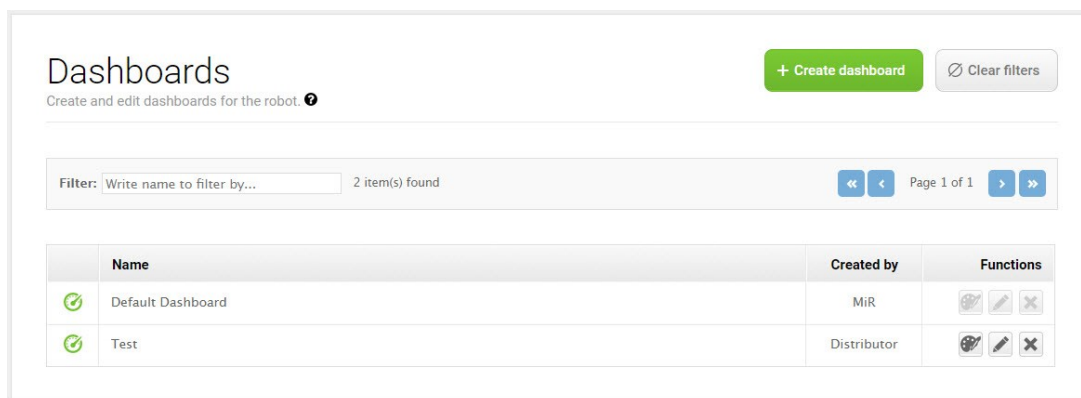 Dashboards
+ Create dashboard
Clear filters
Create and edit dashboards for the robot. ?
Filter: Write name to filter by... 2 item(s) found « ‹ Page 1 of 1 › »
Name Created by Functions
Default Dashboard MiR
Test Distributor